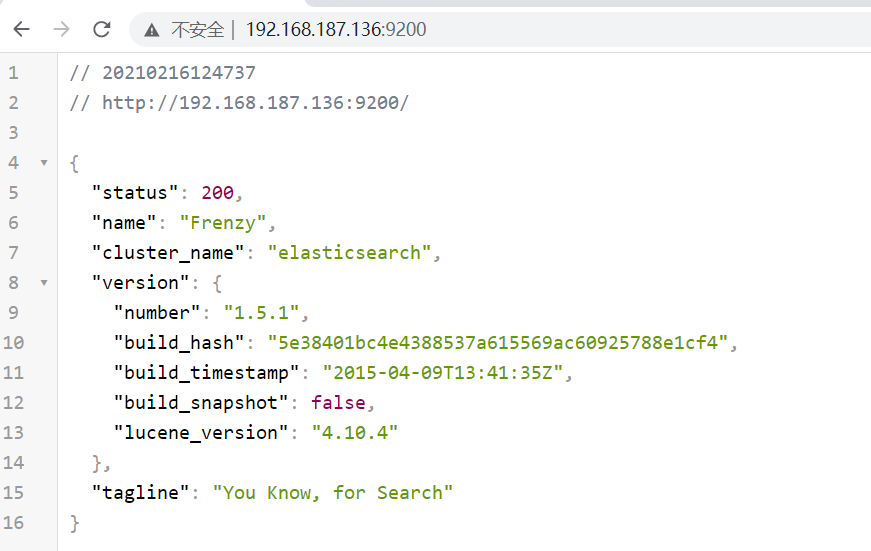 不安全 | 192.168.187.136:9200
1 // 20210216124737
2 // http://192.168.187.136:9200/
3
4 {
5 "status": 200,
6 "name": "Frenzy",
7 "cluster_name": "elasticsearch",
8 "version": {
9 "number": "1.5.1",
10 "build_hash": "5e38401bc4e4388537a615569ac60925788e1cf4",
11 "build_timestamp": "2015-04-09T13:41:35Z",
12 "build_snapshot": false,
13 "lucene_version": "4.10.4"
14 },
15 "tagline": "You Know, for Search"
16 }